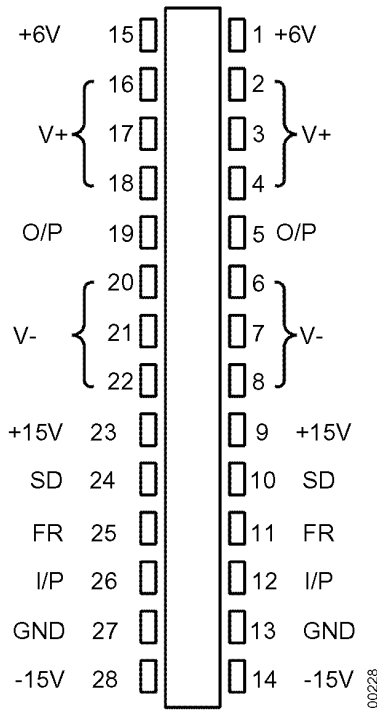 +6V 15 1 +6V
16 2
V+ 17 3 V+
18 4
O/P 19 5 O/P
20 6
V- 21 7 V-
22 8
+15V 23 9 +15V
SD 24 10 SD
FR 25 11 FR
I/P 26 12 I/P
GND 27 13 GND
-15V 28 14 -15V
00228